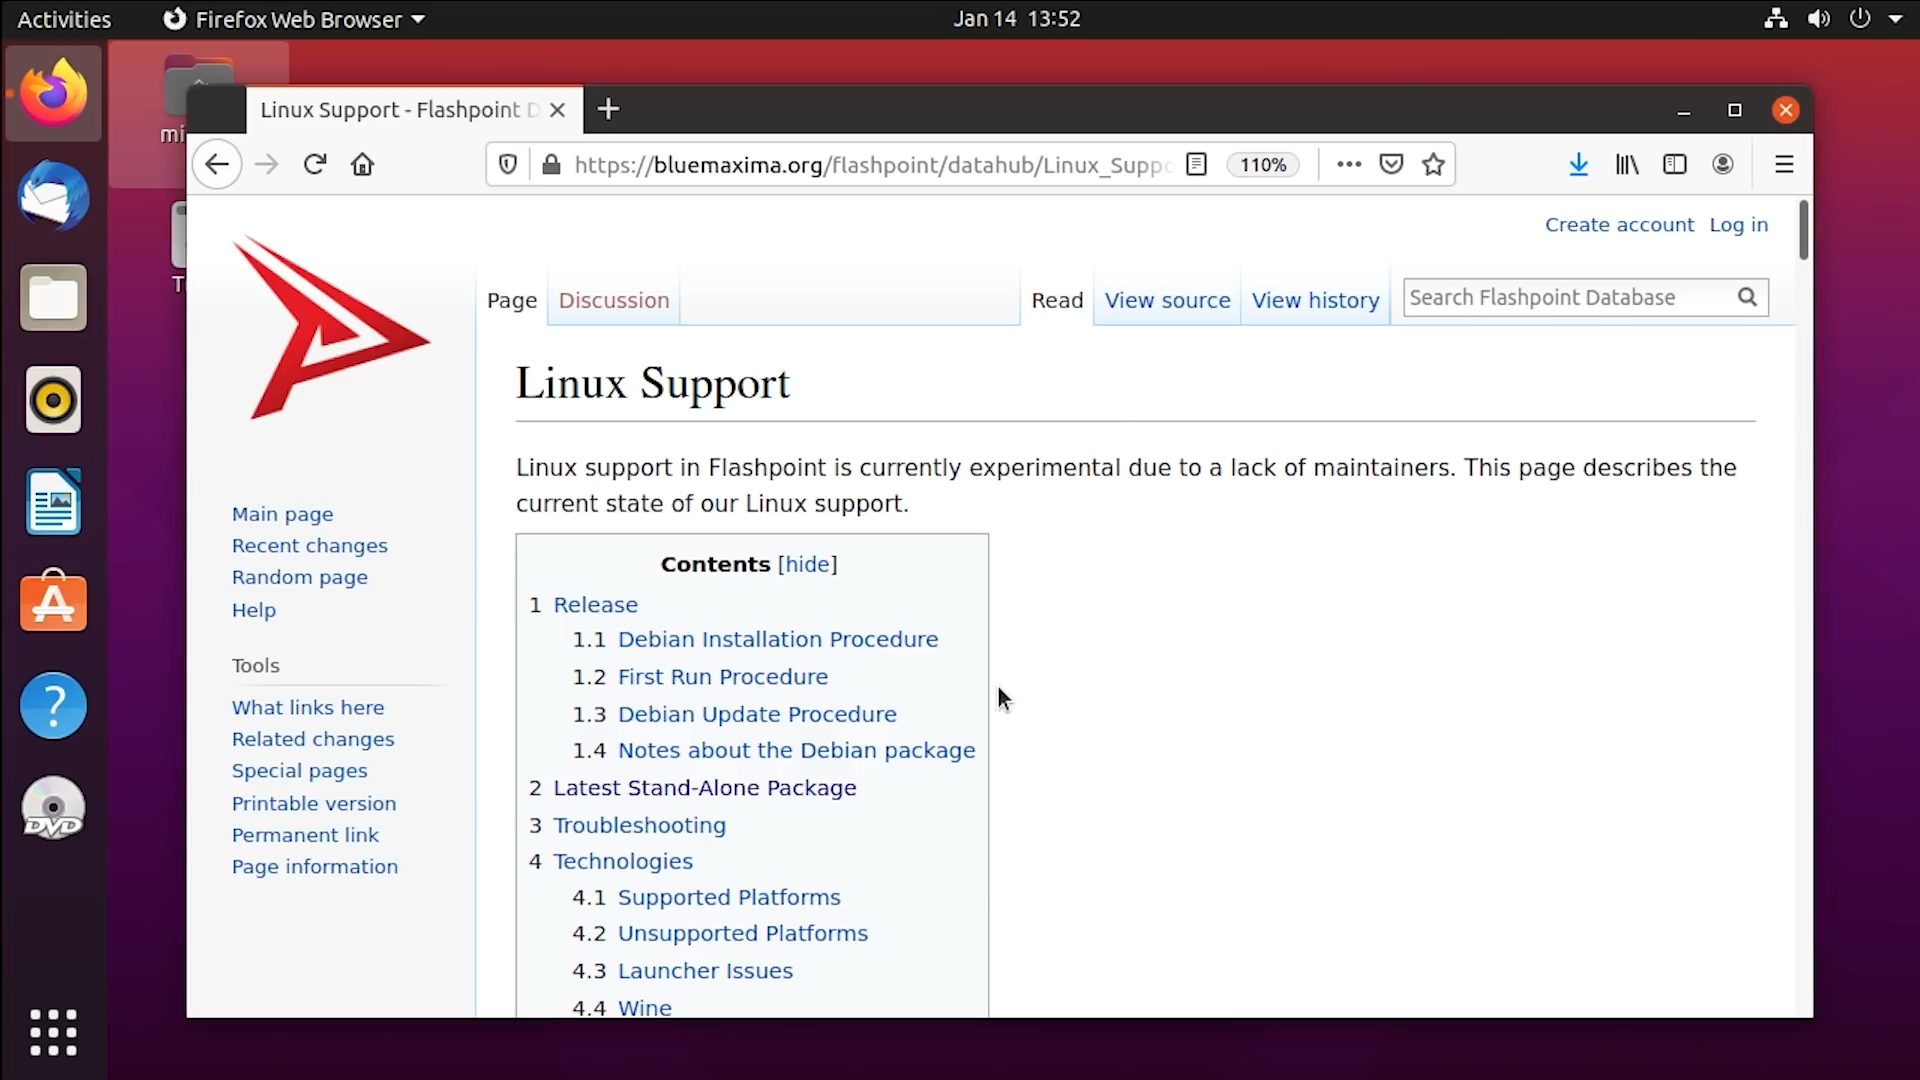 Activities
Firefox Web Browser
Jan 14 13:52
Linux Support - Flashpoint D
https://bluemaxima.org/flashpoint/datahub/Linux_Suppo
110%
Create account Log in
Page Discussion Read View source View history Search Flashpoint Database
Linux Support
Linux support in Flashpoint is currently experimental due to a lack of maintainers. This page describes the
current state of our Linux support.
Contents [hide]
1 Release
1.1 Debian Installation Procedure
1.2 First Run Procedure
1.3 Debian Update Procedure
1.4 Notes about the Debian package
2 Latest Stand-Alone Package
3 Troubleshooting
4 Technologies
4.1 Supported Platforms
4.2 Unsupported Platforms
4.3 Launcher Issues
4.4 Wine
Main page
Recent changes
Random page
Help
Tools
What links here
Related changes
Special pages
Printable version
Permanent link
Page information
DVD